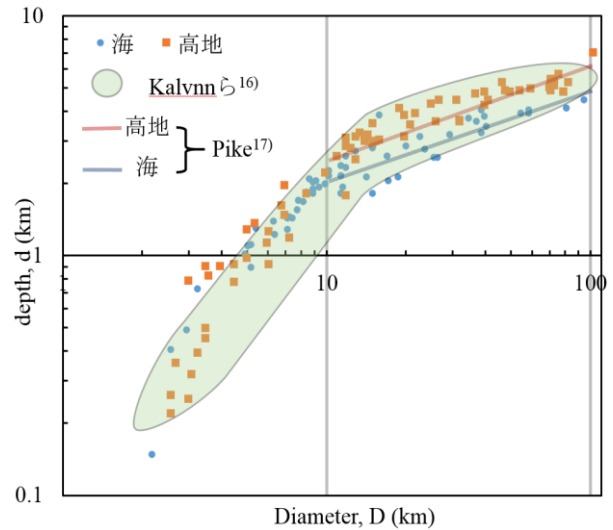 10
海 高地
Kalvnnら16)
高地
Pike17)
海
depth, d (km)
1
10
100
0.1
Diameter, D (km)